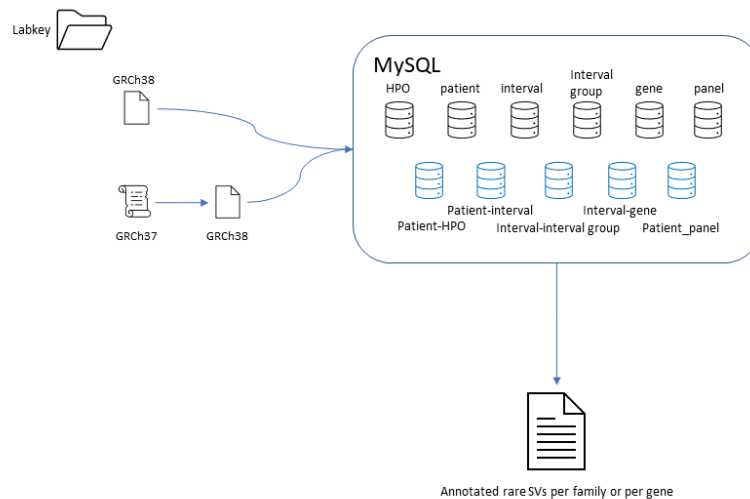 Labkey
GRCh38
GRCh37
GRCh38
MySQL
HPO
patient
interval
Interval
group
gene
panel
Patient-HPO
Patient-interval
Interval-interval group
Interval-gene
Patient_panel
Annotated rare SVs per family or per gene